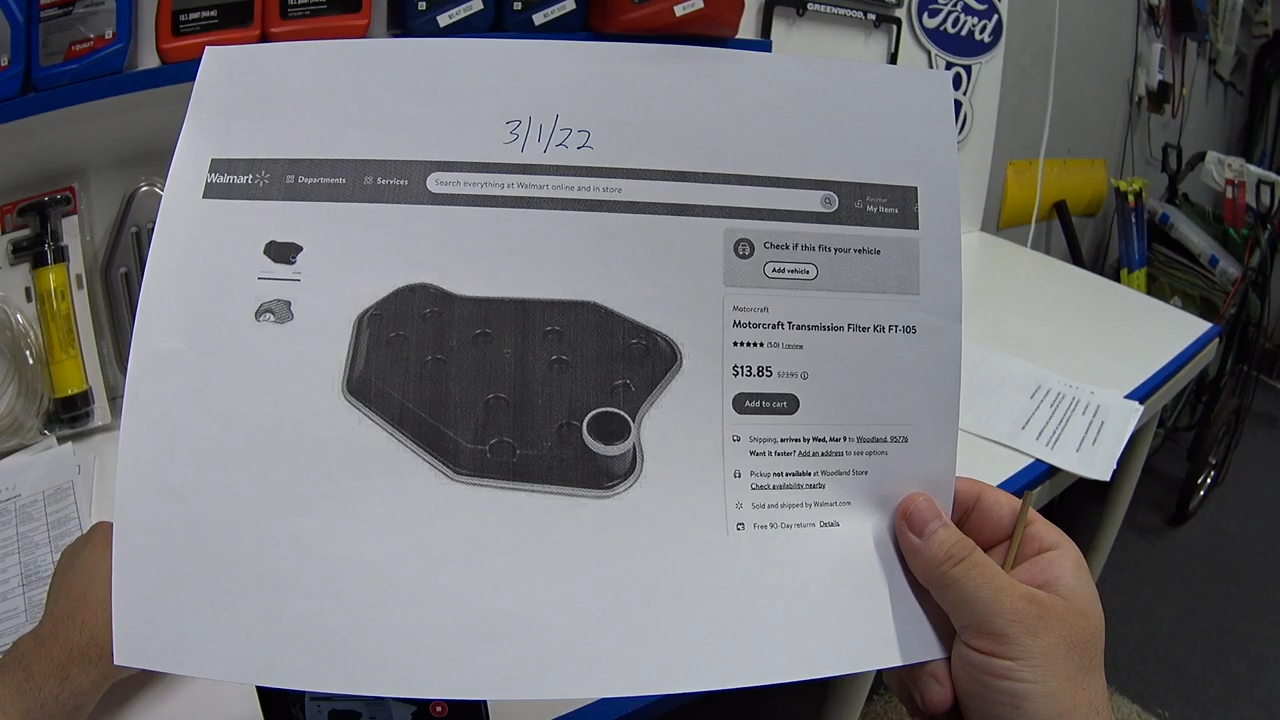 1 QUART
GREENWOOD, IN
Ford
3/1/22
Walmart
Departments
Services
Search everything at Walmart online and in store
Reorder
My Items
Check if this fits your vehicle
Add vehicle
Motorcraft
Motorcraft Transmission Filter Kit FT-105
(5.0) 1 review
$13.85 $23.95
Add to cart
Shipping, arrives by Wed, Mar 9 to Woodland, 95776
Want it faster? Add an address to see options
Pickup not available at Woodland Store
Check availability nearby
Sold and shipped by Walmart.com
Free 90-Day returns Details